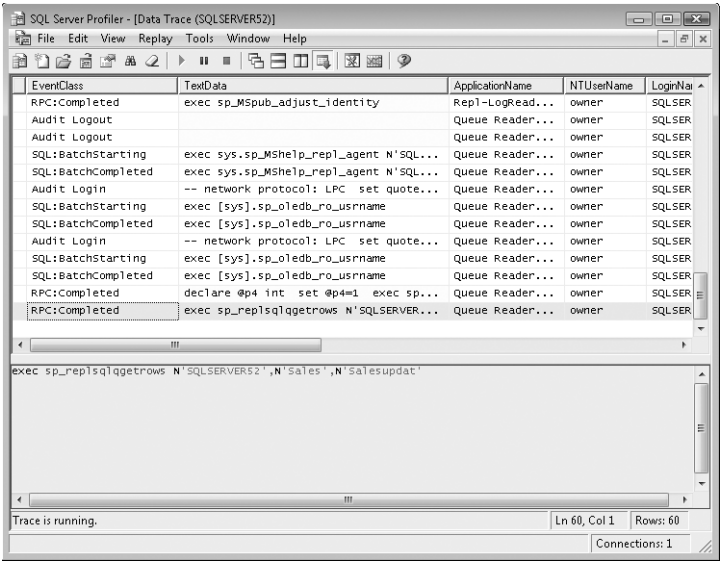 SQL Server Profiler - [Data Trace (SQLSERVER52)]
File Edit View Replay Tools Window Help
EventClass TextData ApplicationName NTUserName LoginNa
RPC:Completed exec sp_MSpub_adjust_identity Repl-LogRead... owner SQLSER
Audit Logout Queue Reader... owner SQLSER
Audit Logout Queue Reader... owner SQLSER
SQL:BatchStarting exec sys.sp_MShelp_repl_agent N'SQL... Queue Reader... owner SQLSER
SQL:BatchCompleted exec sys.sp_MShelp_repl_agent N'SQL... Queue Reader... owner SQLSER
Audit Login -- network protocol: LPC set quote... Queue Reader... owner SQLSER
SQL:BatchStarting exec [sys].sp_oledb_ro_usrname Queue Reader... owner SQLSER
SQL:BatchCompleted exec [sys].sp_oledb_ro_usrname Queue Reader... owner SQLSER
Audit Login -- network protocol: LPC set quote... Queue Reader... owner SQLSER
SQL:BatchStarting exec [sys].sp_oledb_ro_usrname Queue Reader... owner SQLSER
SQL:BatchCompleted exec [sys].sp_oledb_ro_usrname Queue Reader... owner SQLSER
RPC:Completed declare @p4 int set @p4=1 exec sp... Queue Reader... owner SQLSER
RPC:Completed exec sp_replsqlqgetrows N'SQLSERVER... Queue Reader... owner SQLSER
exec sp_replsqlqgetrows N'SQLSERVER52',N'Sales',N'Salesupdat'
Trace is running. Ln 60, Col 1 Rows: 60
Connections: 1